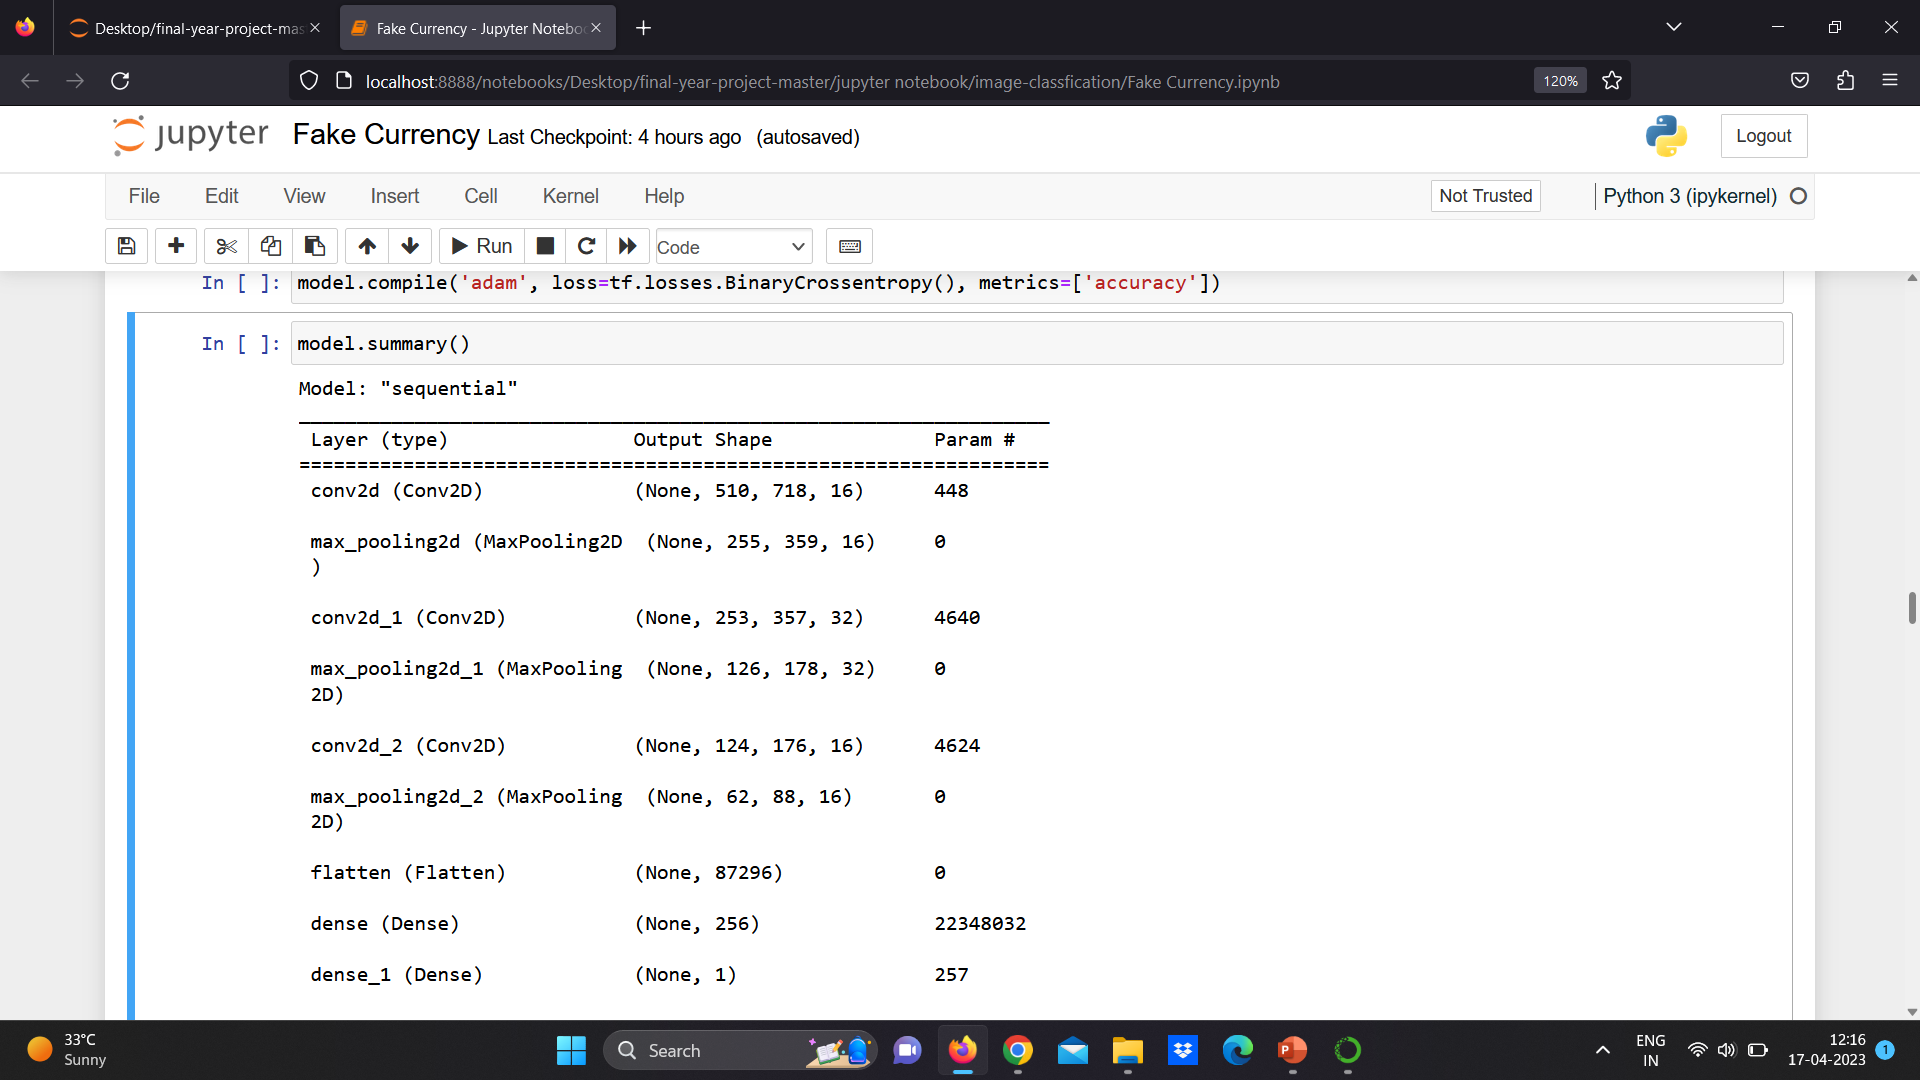 Desktop/final-year-project-mas
Fake Currency - Jupyter Notebo
localhost:8888/notebooks/Desktop/final-year-project-master/jupyter notebook/image-classfication/Fake Currency.ipynb
120%
jupyter Fake Currency Last Checkpoint: 4 hours ago (autosaved)
Logout
File Edit View Insert Cell Kernel Help
Not Trusted
Python 3 (ipykernel)
Run
Code
In [ ]: model.compile('adam', loss=tf.losses.BinaryCrossentropy(), metrics=['accuracy'])
In [ ]: model.summary()
Model: "sequential"
_________________________________________________________________
Layer (type) Output Shape Param #
=================================================================
conv2d (Conv2D) (None, 510, 718, 16) 448
max_pooling2d (MaxPooling2D (None, 255, 359, 16) 0
)
conv2d_1 (Conv2D) (None, 253, 357, 32) 4640
max_pooling2d_1 (MaxPooling (None, 126, 178, 32) 0
2D)
conv2d_2 (Conv2D) (None, 124, 176, 16) 4624
max_pooling2d_2 (MaxPooling (None, 62, 88, 16) 0
2D)
flatten (Flatten) (None, 87296) 0
dense (Dense) (None, 256) 22348032
dense_1 (Dense) (None, 1) 257
33°C
Sunny
Search
P
ENG
IN
12:16
17-04-2023
1